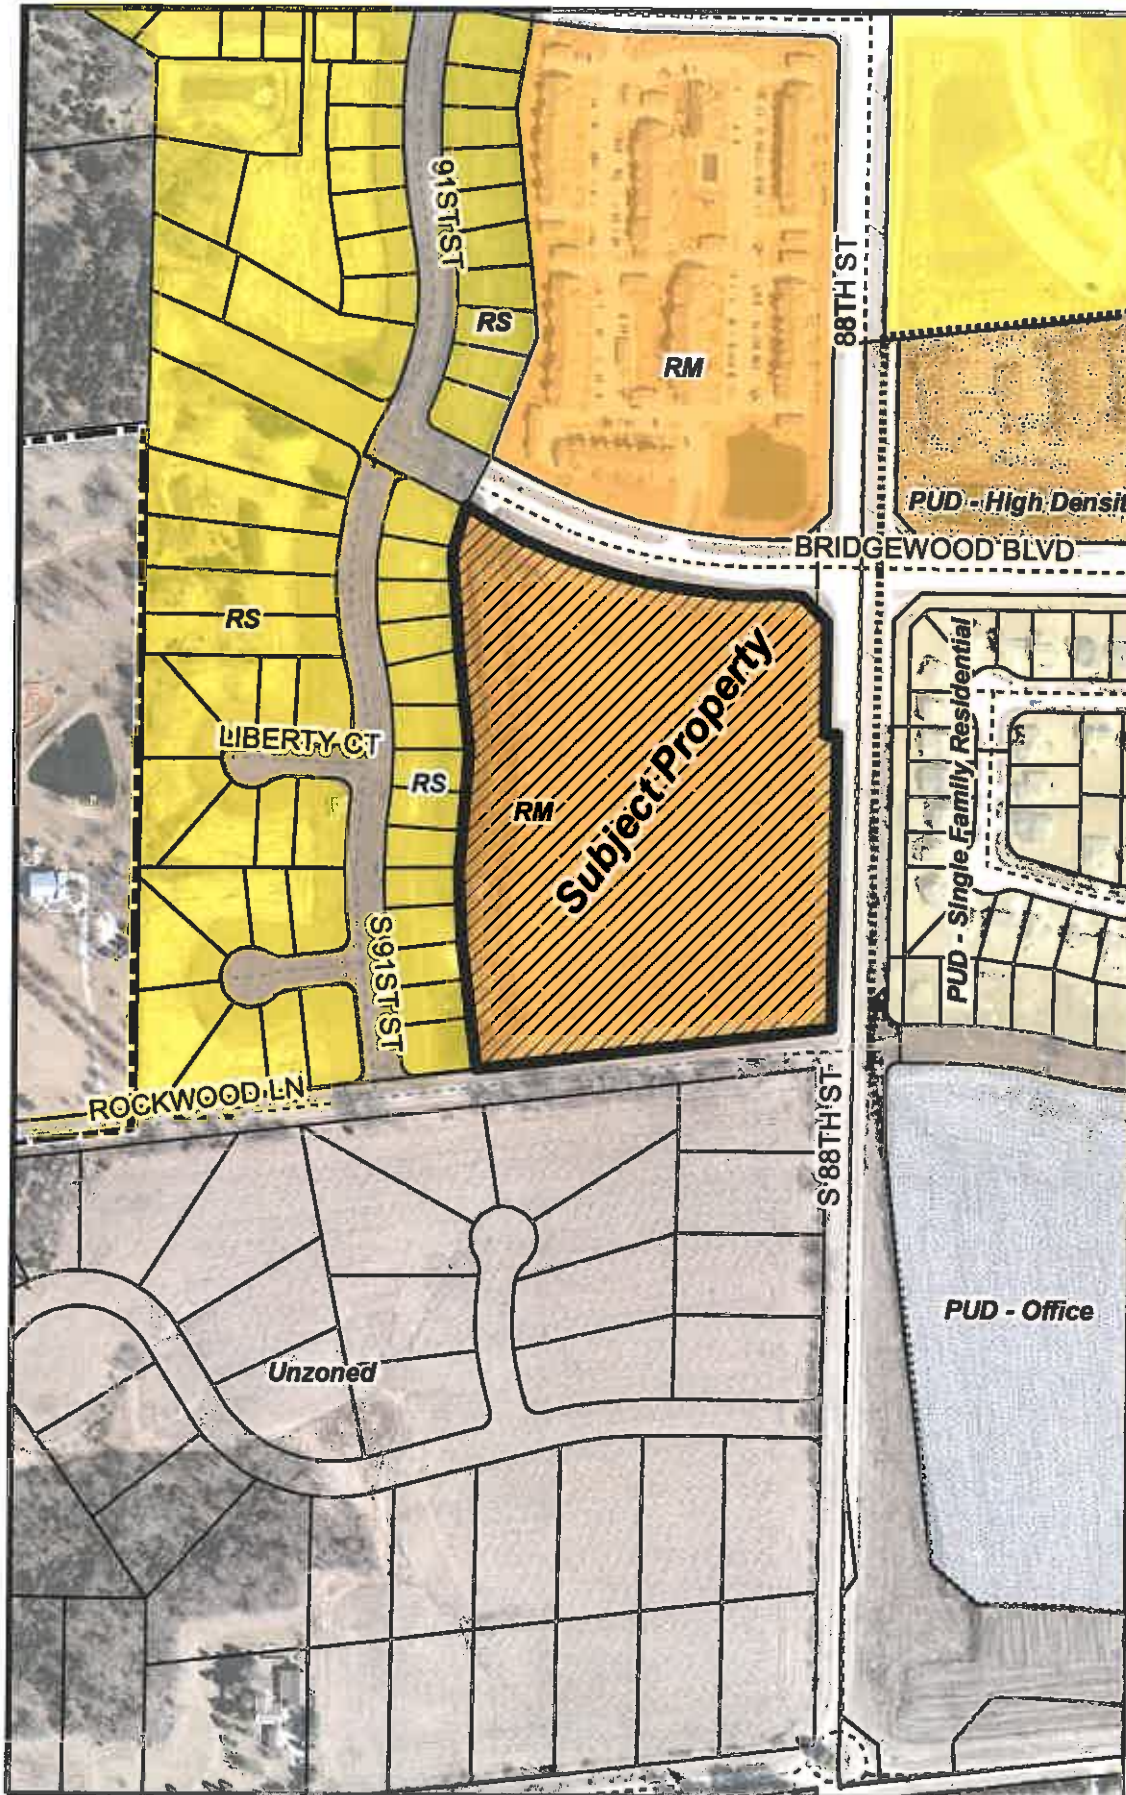 91ST ST
88TH ST
RS
RM
PUD - High Densit
BRIDGEWOOD BLVD
RS
Subject Property
PUD - Single Family Residential
LIBERTY CT
RS
RM
S 91ST ST
ROCKWOOD LN
S 88TH ST
PUD - Office
Unzoned